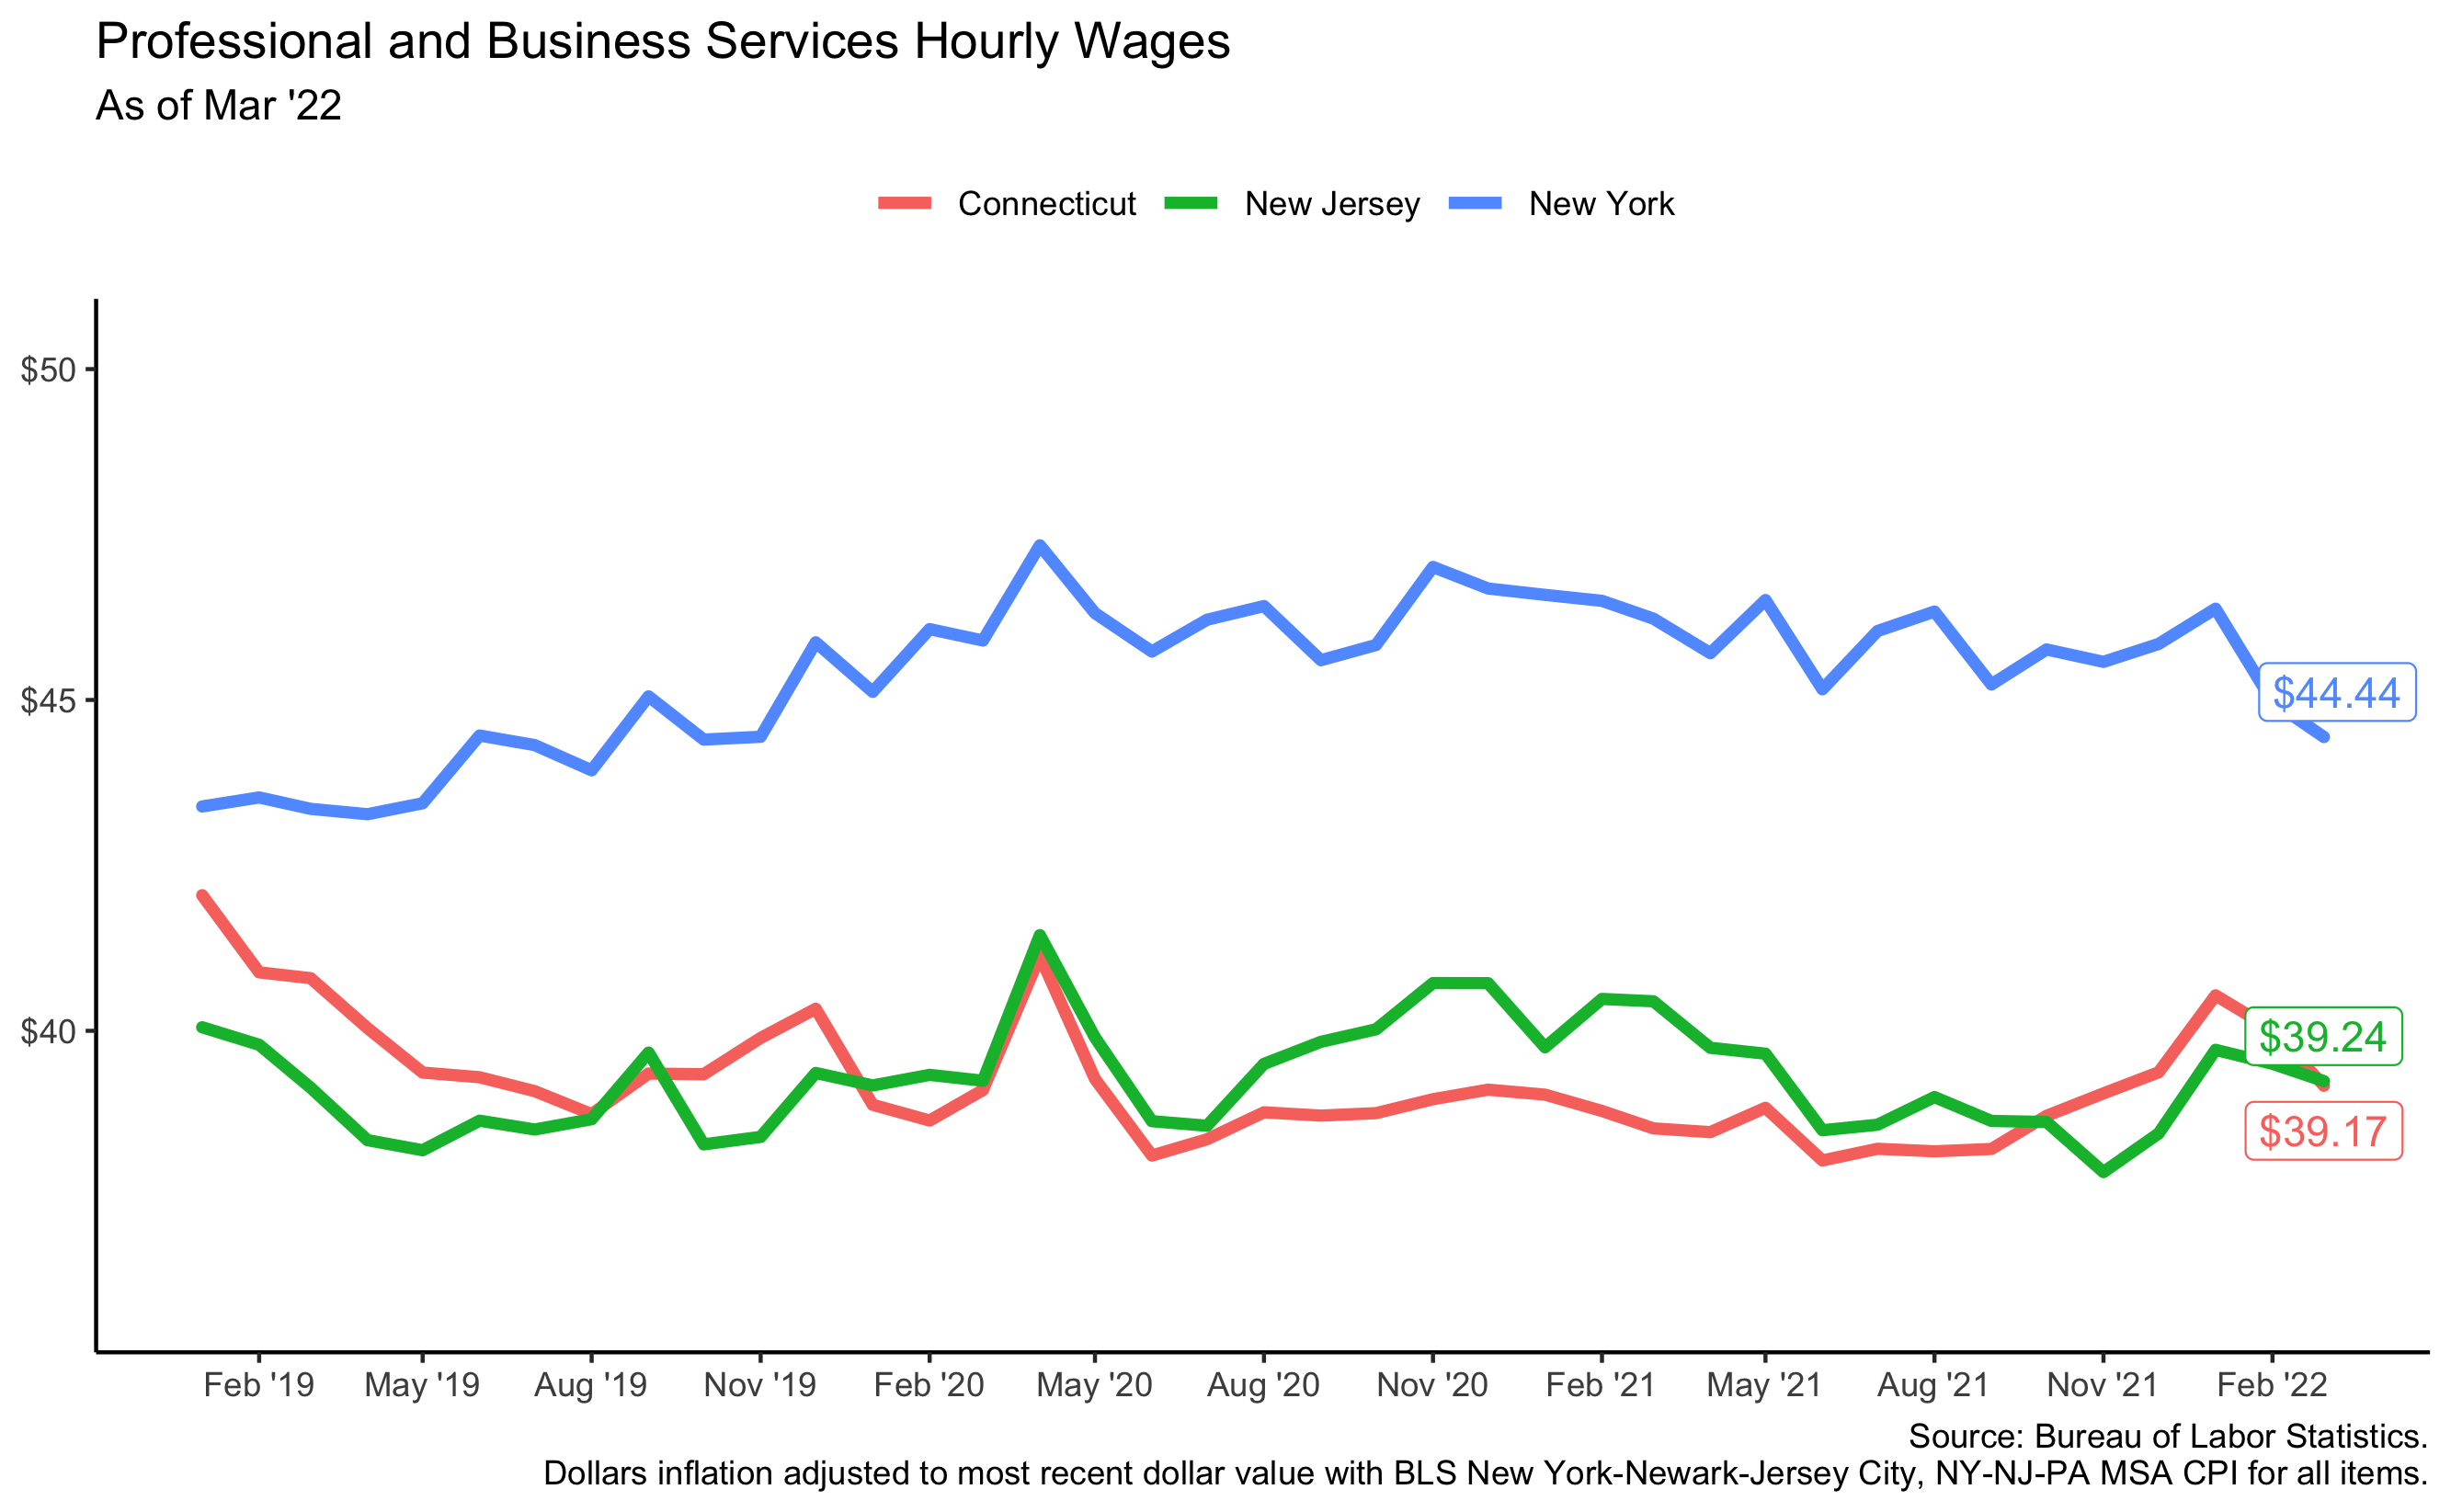 Professional and Business Services Hourly Wages
As of Mar '22
Connecticut New Jersey New York
$50
$45
$40
$44.44
$39.24
$39.17
Feb '19 May '19 Aug '19 Nov '19 Feb '20 May '20 Aug '20 Nov '20 Feb '21 May '21 Aug '21 Nov '21 Feb '22
Source: Bureau of Labor Statistics.
Dollars inflation adjusted to most recent dollar value with BLS New York-Newark-Jersey City, NY-NJ-PA MSA CPI for all items.